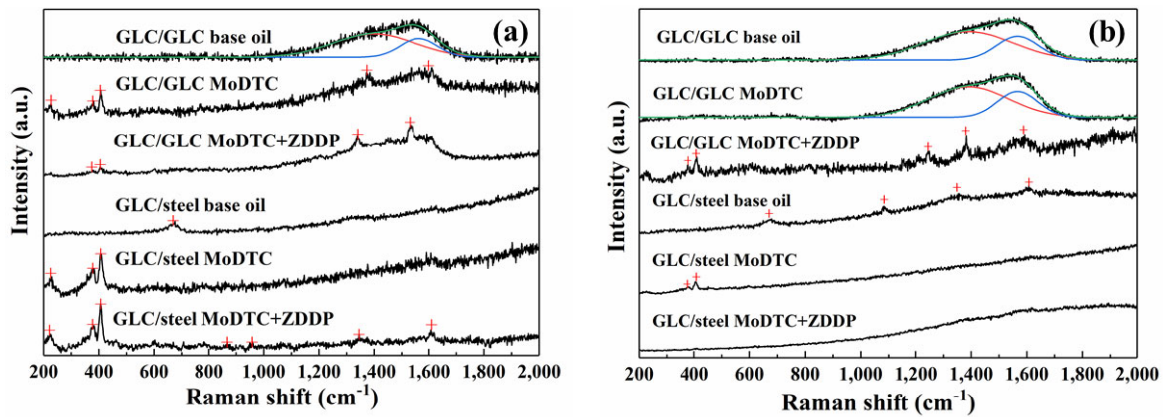 (a)
GLC/GLC base oil
GLC/GLC MoDTC
GLC/GLC MoDTC+ZDDP
GLC/steel base oil
GLC/steel MoDTC
GLC/steel MoDTC+ZDDP
Intensity (a.u.)
200 400 600 800 1,000 1,200 1,400 1,600 1,800 2,000
Raman shift (cm⁻¹)
(b)
GLC/GLC base oil
GLC/GLC MoDTC
GLC/GLC MoDTC+ZDDP
GLC/steel base oil
GLC/steel MoDTC
GLC/steel MoDTC+ZDDP
Intensity (a.u.)
200 400 600 800 1,000 1,200 1,400 1,600 1,800 2,000
Raman shift (cm⁻¹)